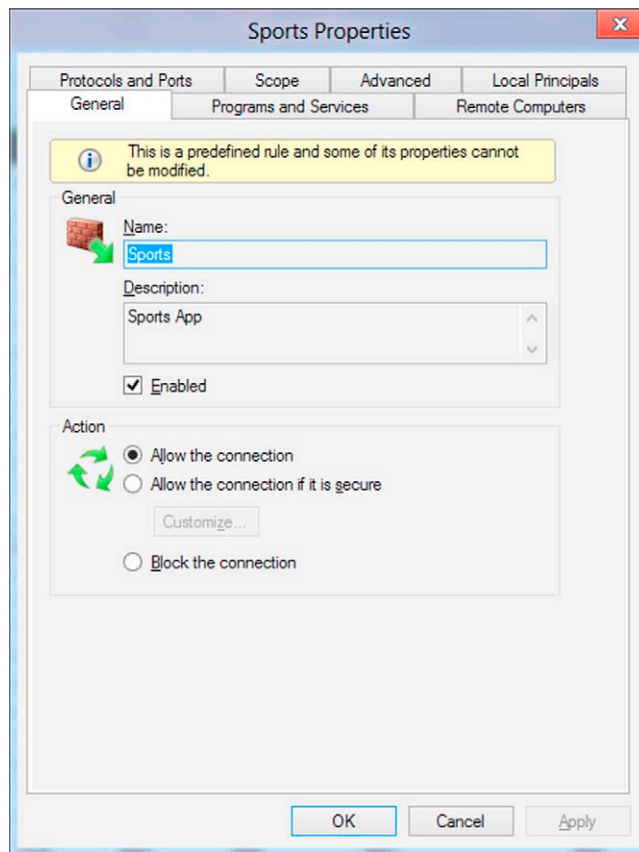 Sports Properties
x
Protocols and Ports
Scope
Advanced
Local Principals
General
Programs and Services
Remote Computers
This is a predefined rule and some of its properties cannot
be modified.
General
Name:
Sports
Description:
Sports App
Enabled
Action
Allow the connection
Allow the connection if it is secure
Customize...
Block the connection
OK
Cancel
Apply